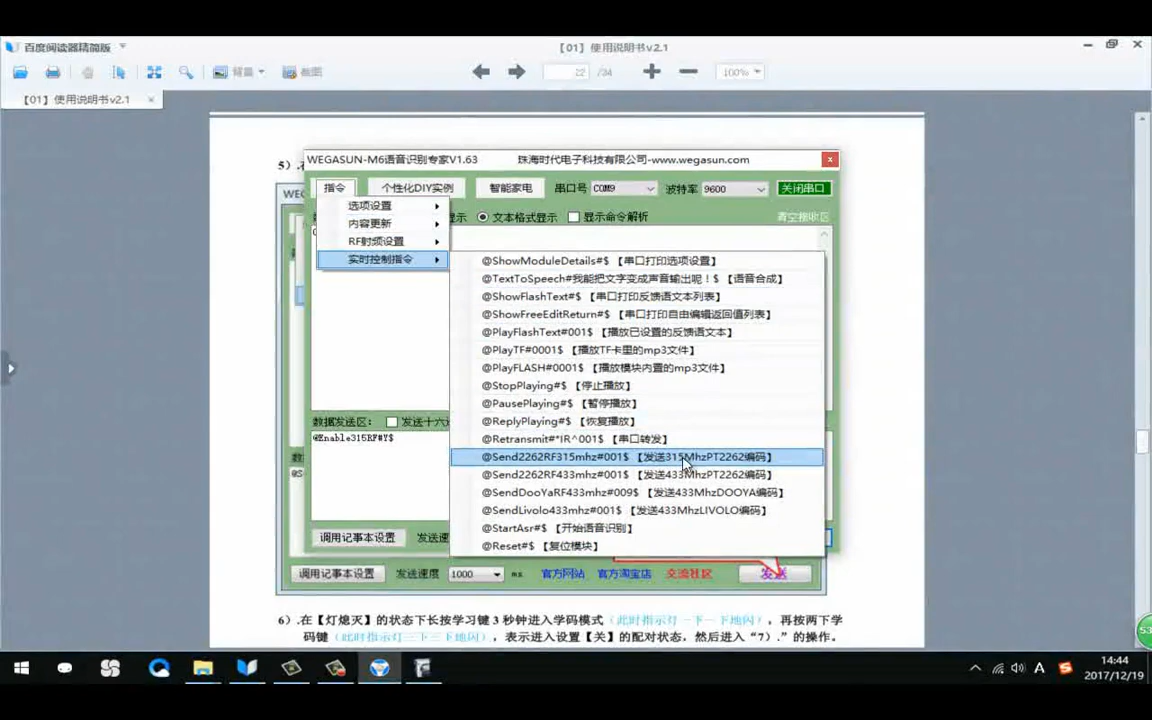 百度阅读器精简版
【01】使用说明书v2.1
22 /34
100%
背景
截图
【01】使用说明书v2.1 ×
5）.
WEGASUN-M6语音识别专家V1.63 珠海时代电子科技有限公司-www.wegasun.com
指令 个性化DIY实例 智能家电 串口号 COM9 波特率 9600 关闭串口
选项设置
内容更新
RF射频设置
实时控制指令
显示 文本格式显示 显示命令解析 清空接收区
@ShowModuleDetails#$ 【串口打印选项设置】
@TextToSpeech#我能把文字变成声音输出呢！$ 【语音合成】
@ShowFlashText#$ 【串口打印反馈语文本列表】
@ShowFreeEditReturn#$ 【串口打印自由编辑返回值列表】
@PlayFlashText#001$ 【播放已设置的反馈语文本】
@PlayTF#0001$ 【播放TF卡里的mp3文件】
@PlayFLASH#0001$ 【播放模块内置的mp3文件】
@StopPlaying#$ 【停止播放】
@PausePlaying#$ 【暂停播放】
@ReplyPlaying#$ 【恢复播放】
@Retransmit#*IR^001$ 【串口转发】
@Send2262RF315mhz#001$ 【发送315MhzPT2262编码】
@Send2262RF433mhz#001$ 【发送433MhzPT2262编码】
@SendDooYaRF433mhz#009$ 【发送433MhzDOOYA编码】
@SendLivolo433mhz#001$ 【发送433MhzLIVOLO编码】
@StartAsr#$ 【开始语音识别】
@Reset#$ 【复位模块】
数据发送区： 发送十六
@Enable315RF#Y$
调用记事本设置 发送速
调用记事本设置 发送速度 1000 ms 官方网站 官方淘宝店 交流社区 发送
6）.在【灯熄灭】的状态下长按学习键 3 秒钟进入学码模式（此时指示灯一下一下地闪），再按两下学
码键（此时指示灯三下三下地闪），表示进入设置【关】的配对状态，然后进入“7）.”的操作。
53
14:44
2017/12/19